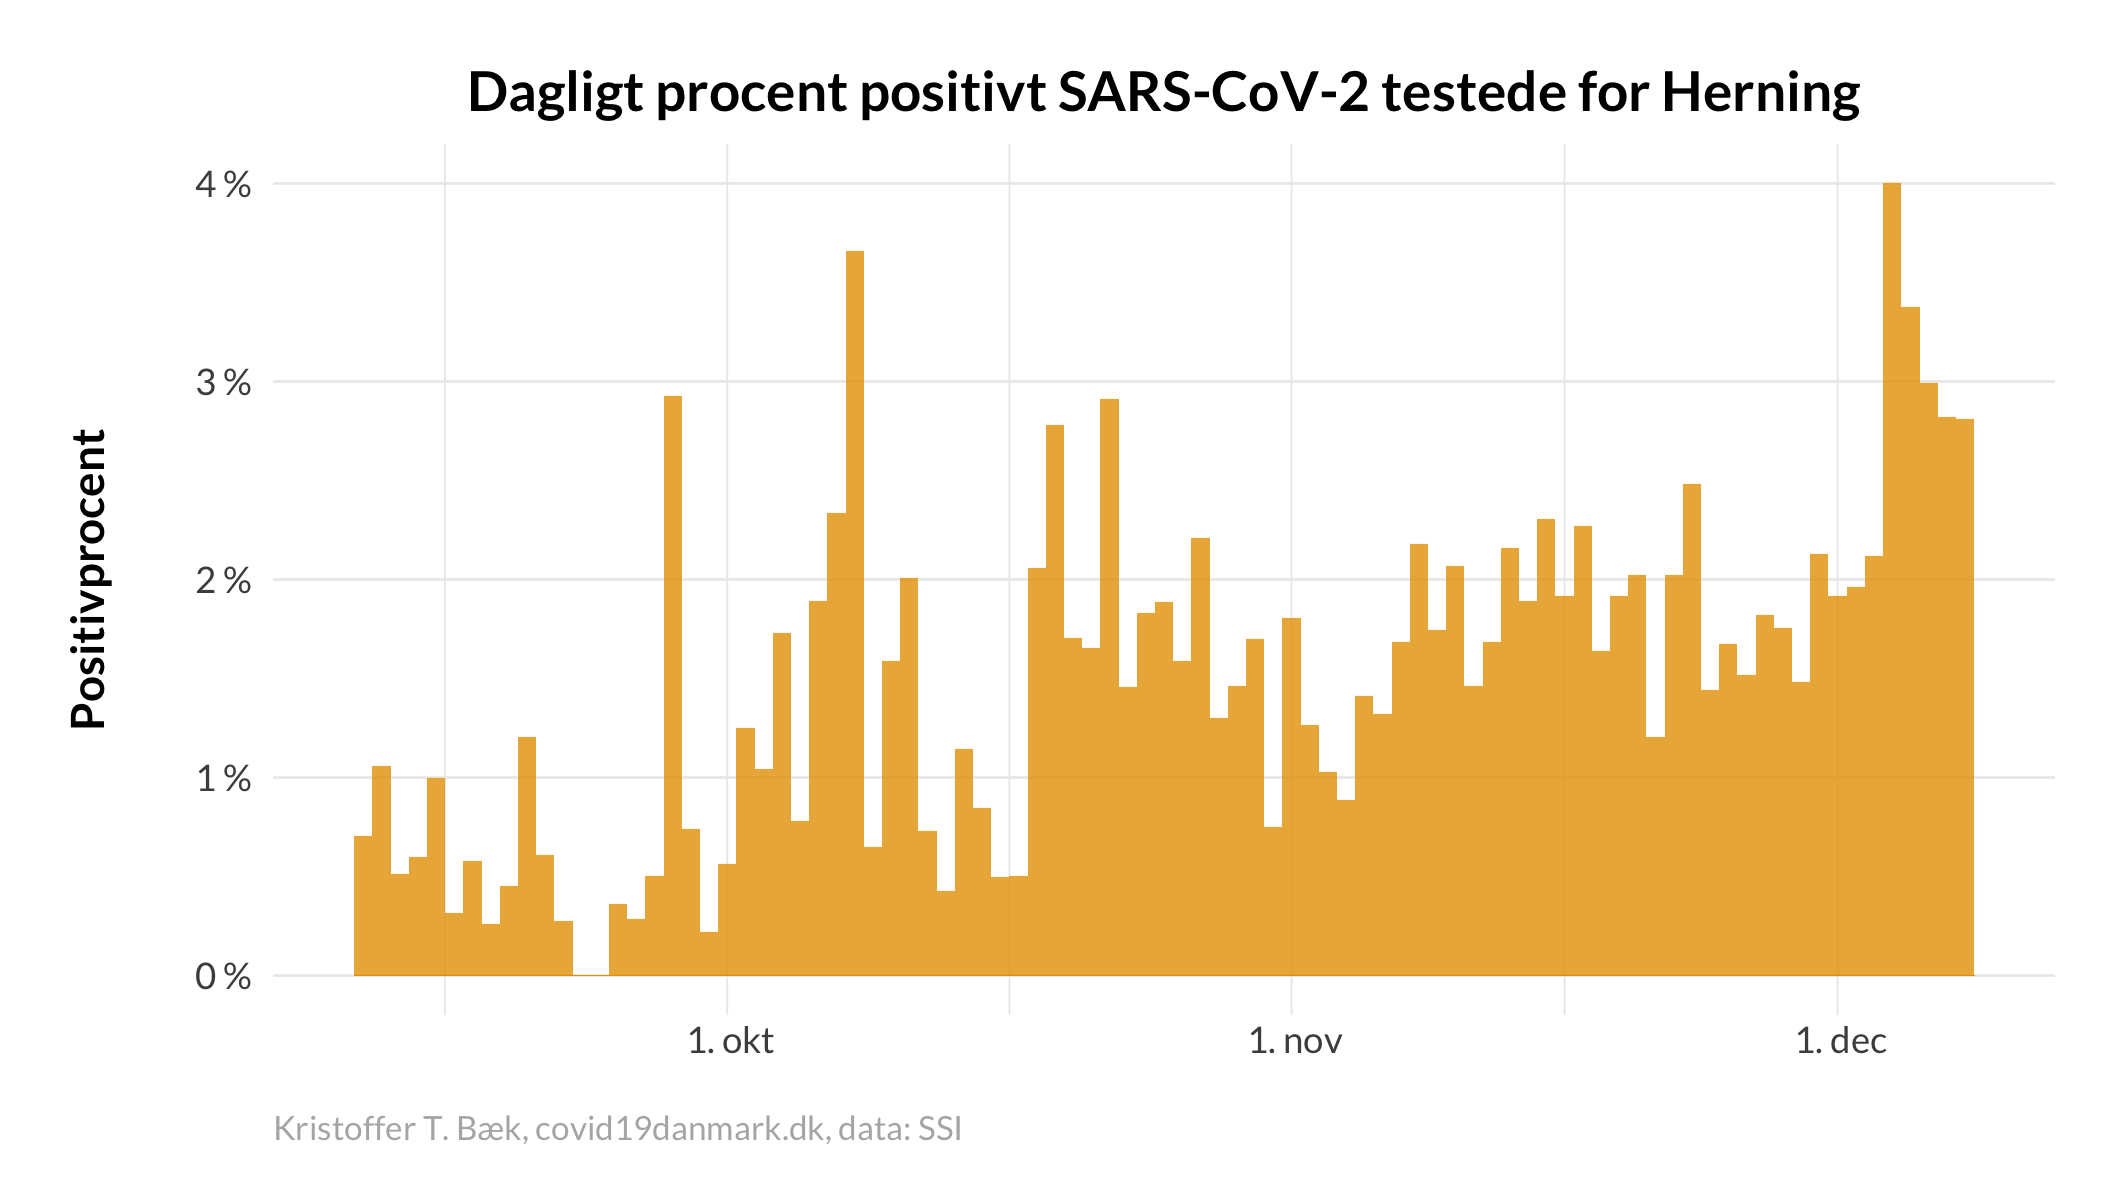 Dagligt procent positivt SARS-CoV-2 testede for Herning
Positivprocent
4 %
3 %
2 %
1 %
0 %
1. okt
1. nov
1. dec
Kristoffer T. Bæk, covid19danmark.dk, data: SSI